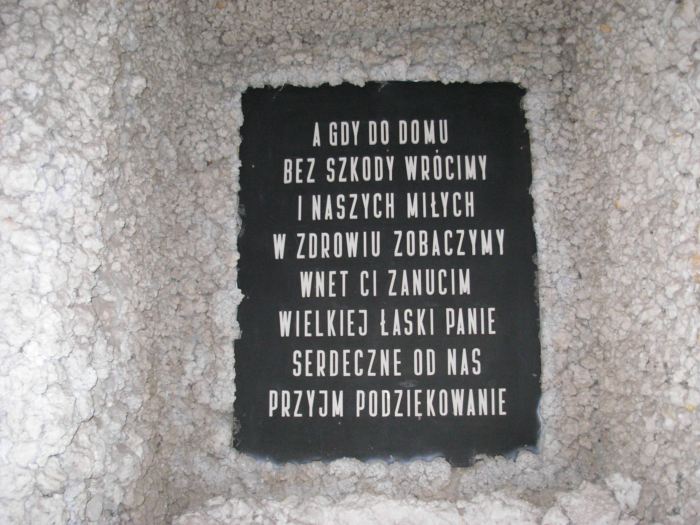 A GDY DO DOMU
BEZ SZKODY WRÓCIMY
I NASZYCH MIŁYCH
W ZDROWIU ZOBACZYMY
WNET CI ZANUCIM
WIELKIEJ ŁASKI PANIE
SERDECZNE OD NAS
PRZYJM PODZIĘKOWANIE